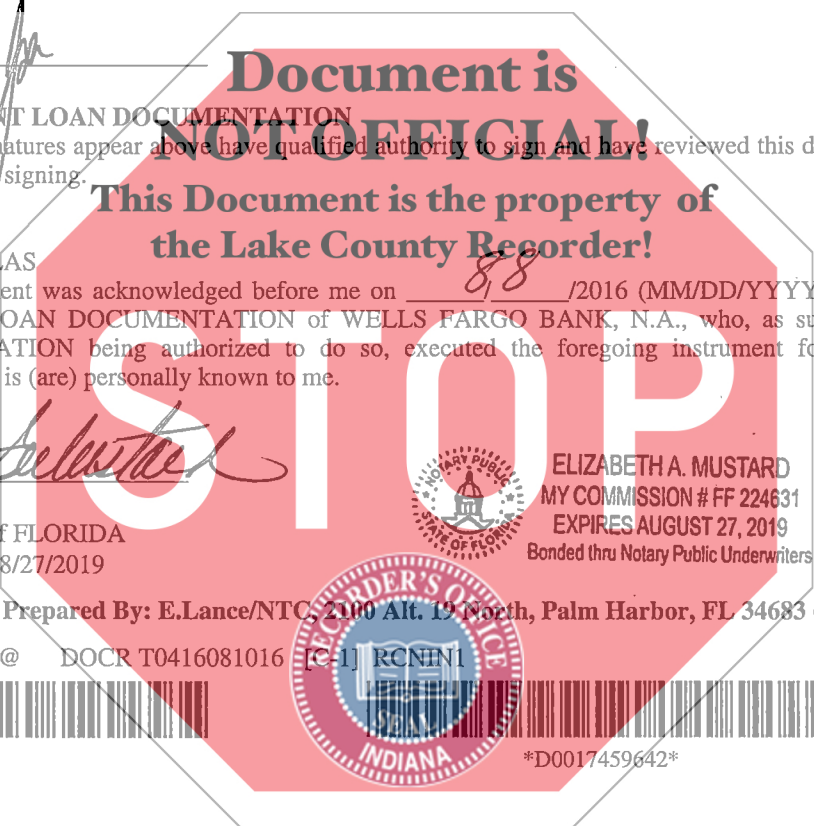 Document is
NT LOAN DOCUMENTATION
NOT OFFICIAL!
natures appear above have qualified authority to sign and have reviewed this d
signing.
This Document is the property of
the Lake County Recorder!
LAS
ent was acknowledged before me on 8/8/2016 (MM/DD/YYYY
OAN DOCUMENTATION of WELLS FARGO BANK, N.A., who, as su
ATION being authorized to do so, executed the foregoing instrument fo
is (are) personally known to me.
STOP
NOTARY PUBLIC
STATE OF FLORIDA
ELIZABETH A. MUSTARD
MY COMMISSION # FF 224631
EXPIRES AUGUST 27, 2019
Bonded thru Notary Public Underwriters
f FLORIDA
8/27/2019
Prepared By: E.Lance/NTC, 2100 Alt. 19 North, Palm Harbor, FL 34683
@ DOCR T0416081016 [C-1] RCNIN1
RECORDER'S OFFICE
SEAL
INDIANA
*D0017459642*